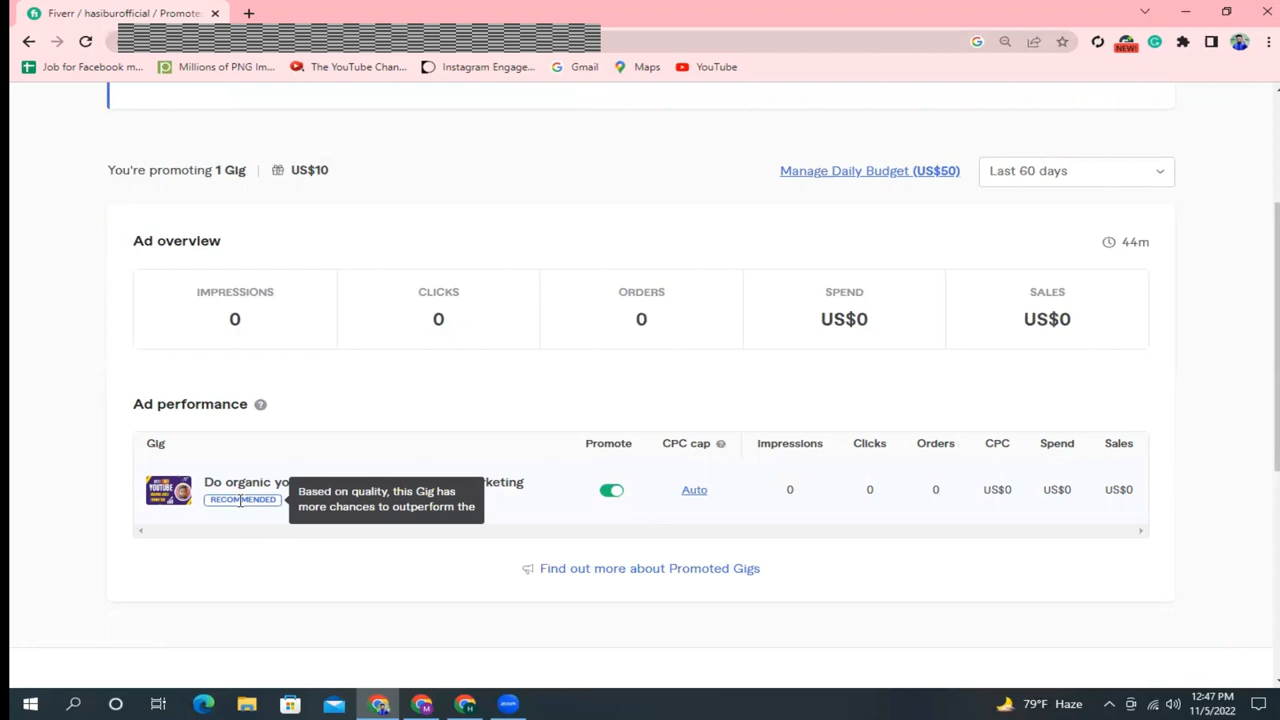 Fiverr / hasiburofficial / Promote
NEW!
Job for Facebook m...
Millions of PNG Im...
The YouTube Chan...
Instagram Engage...
Gmail
Maps
YouTube
You're promoting 1 Gig
US$10
Manage Daily Budget (US$50)
Last 60 days
Ad overview
44m
IMPRESSIONS
CLICKS
ORDERS
SPEND
SALES
0
0
0
US$0
US$0
Ad performance
Gig
Promote
CPC cap
Impressions
Clicks
Orders
CPC
Spend
Sales
YOUTUBE
Do organic yo
rketing
RECOMMENDED
Based on quality, this Gig has
more chances to outperform the
Auto
0
0
0
US$0
US$0
US$0
Find out more about Promoted Gigs
zoom
79°F Haze
12:47 PM
11/5/2022